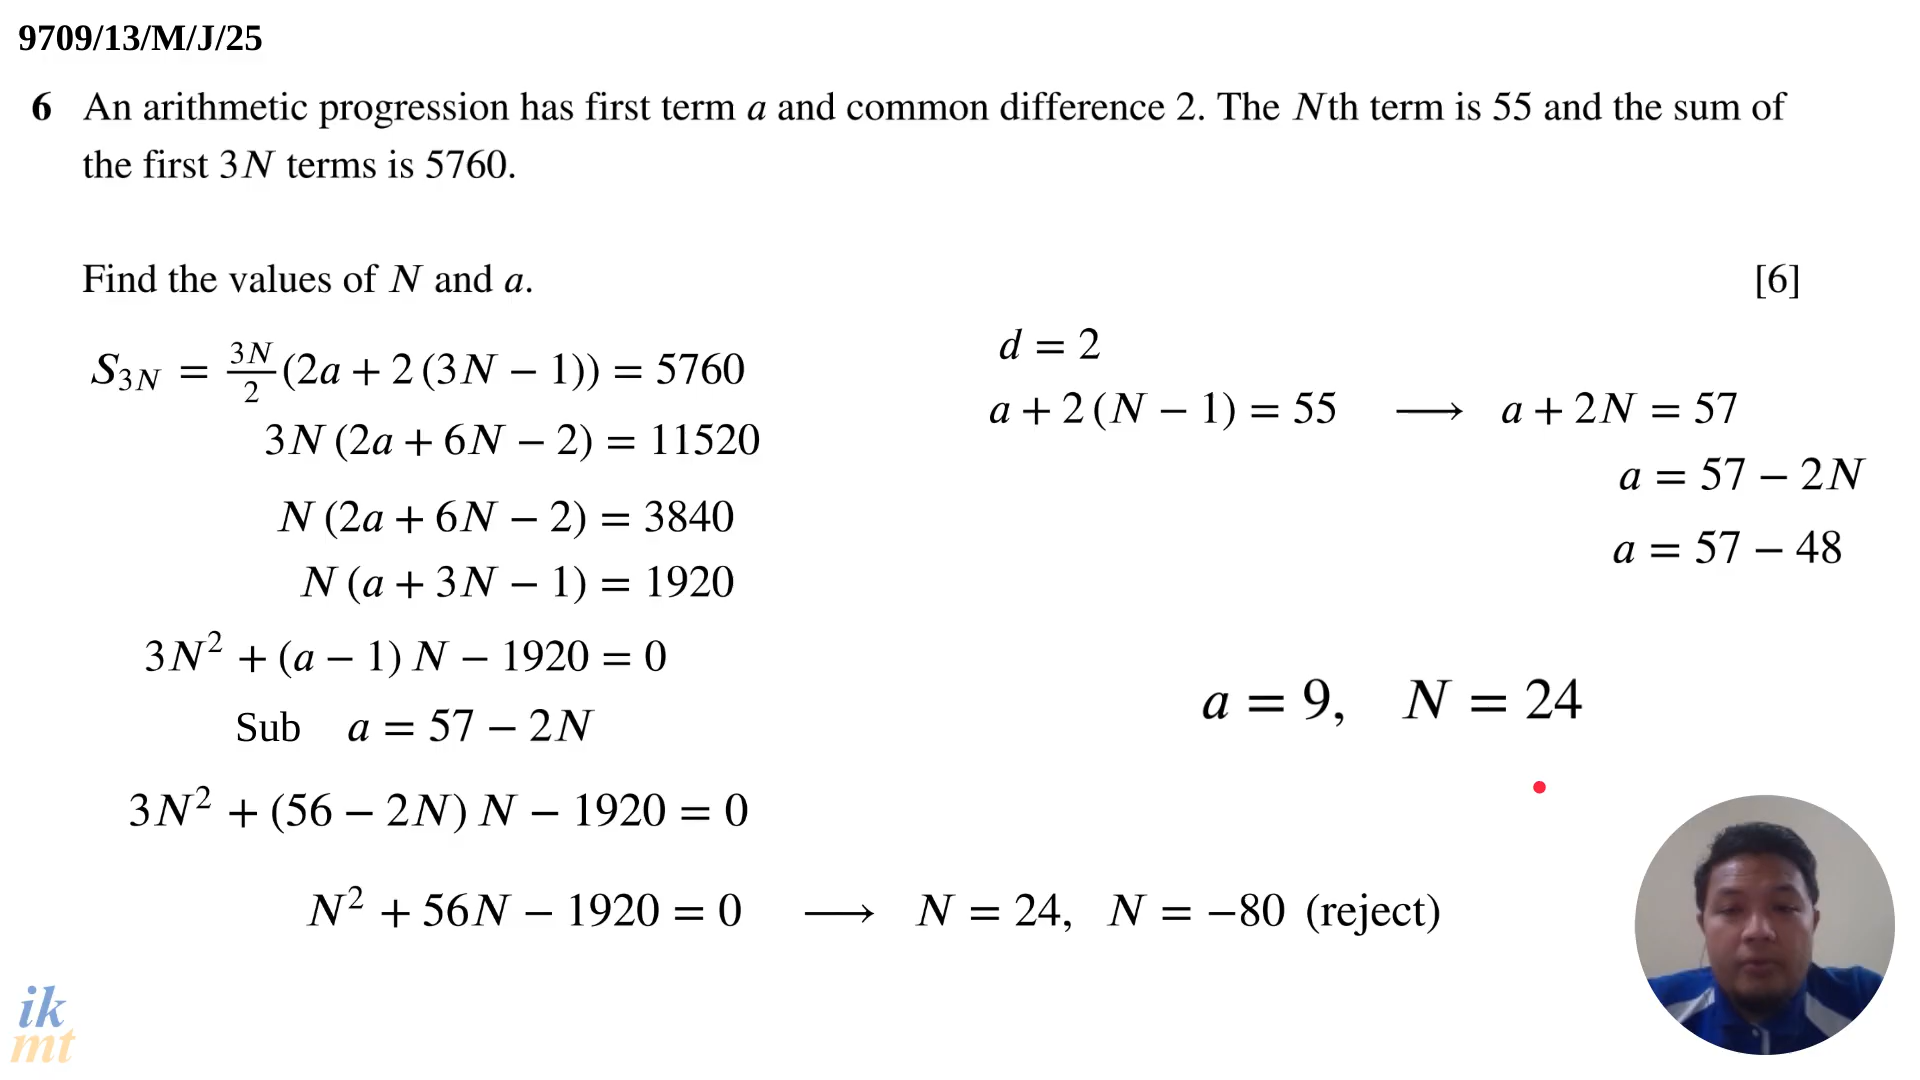 9709/13/M/J/25
6 An arithmetic progression has first term a and common difference 2. The Nth term is 55 and the sum of
the first 3N terms is 5760.
Find the values of N and a. [6]
S₃N = 3N/2 (2a + 2 (3N − 1)) = 5760
3N (2a + 6N − 2) = 11520
N (2a + 6N − 2) = 3840
N (a + 3N − 1) = 1920
3N² + (a − 1) N − 1920 = 0
Sub a = 57 − 2N
3N² + (56 − 2N) N − 1920 = 0
N² + 56N − 1920 = 0 ⟶ N = 24, N = −80 (reject)
d = 2
a + 2 (N − 1) = 55 ⟶ a + 2N = 57
a = 57 − 2N
a = 57 − 48
a = 9, N = 24
ik
mt